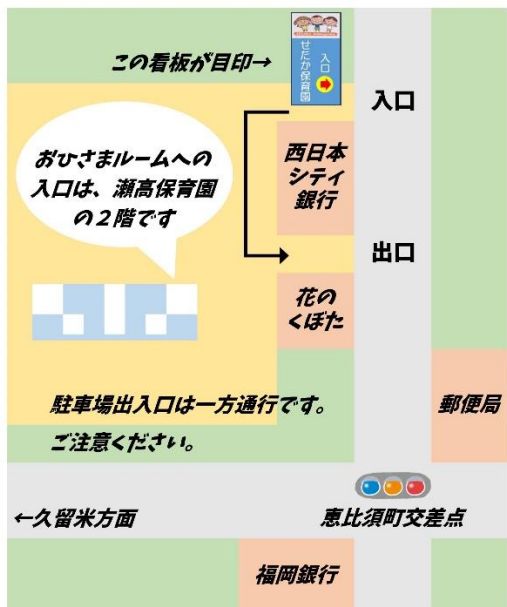 この看板が目印→
せたか保育園
入口
入口
おひさまルームへの
入口は、瀬高保育園
の2階です
西日本
シティ
銀行
出口
花の
くぼた
駐車場出入口は一方通行です。
ご注意ください。
郵便局
←久留米方面
恵比須町交差点
福岡銀行